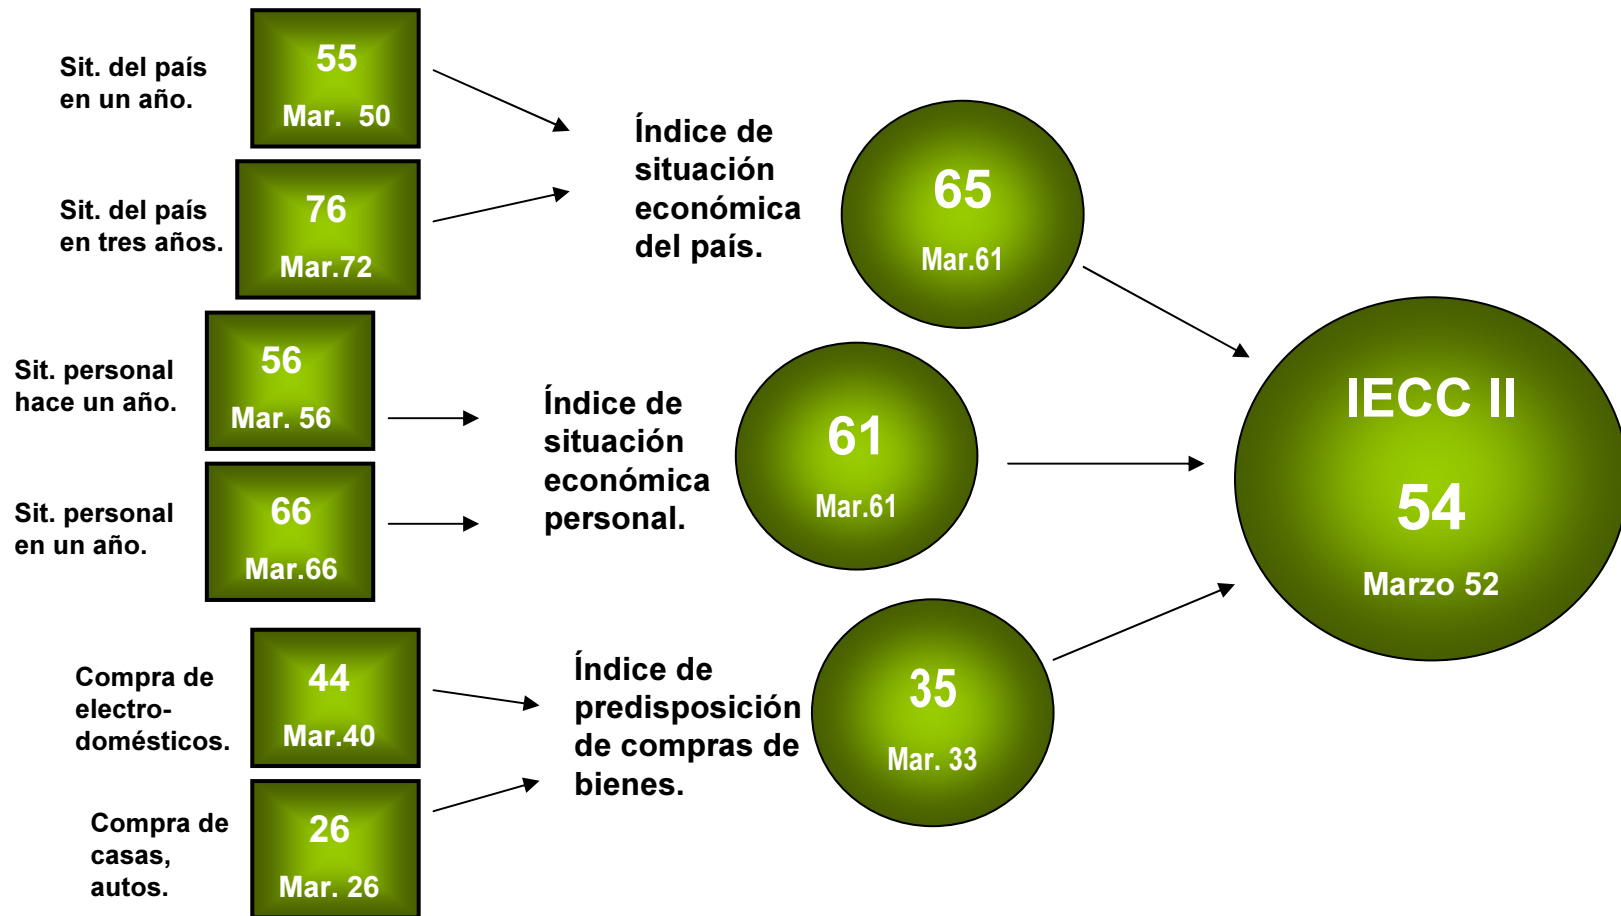 Sit. del país
en un año.
55
Mar. 50
Sit. del país
en tres años.
76
Mar.72
Índice de
situación
económica
del país.
65
Mar.61
Sit. personal
hace un año.
56
Mar. 56
Sit. personal
en un año.
66
Mar.66
Índice de
situación
económica
personal.
61
Mar.61
Compra de
electro-
domésticos.
44
Mar.40
Compra de
casas,
autos.
26
Mar. 26
Índice de
predisposición
de compras de
bienes.
35
Mar. 33
IECC II
54
Marzo 52